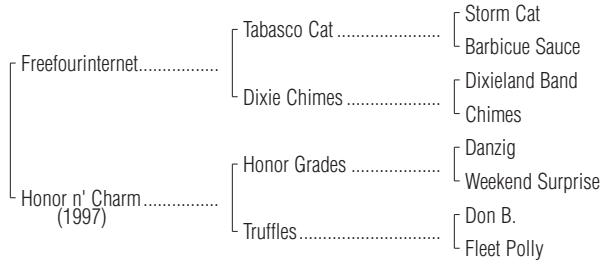 Storm Cat
Tabasco Cat ....................
Barbicue Sauce
Freefourinternet................
Dixieland Band
Dixie Chimes ..................
Chimes
Danzig
Honor Grades .................
Weekend Surprise
Honor n' Charm...............
(1997)
Don B.
Truffles...........................
Fleet Polly